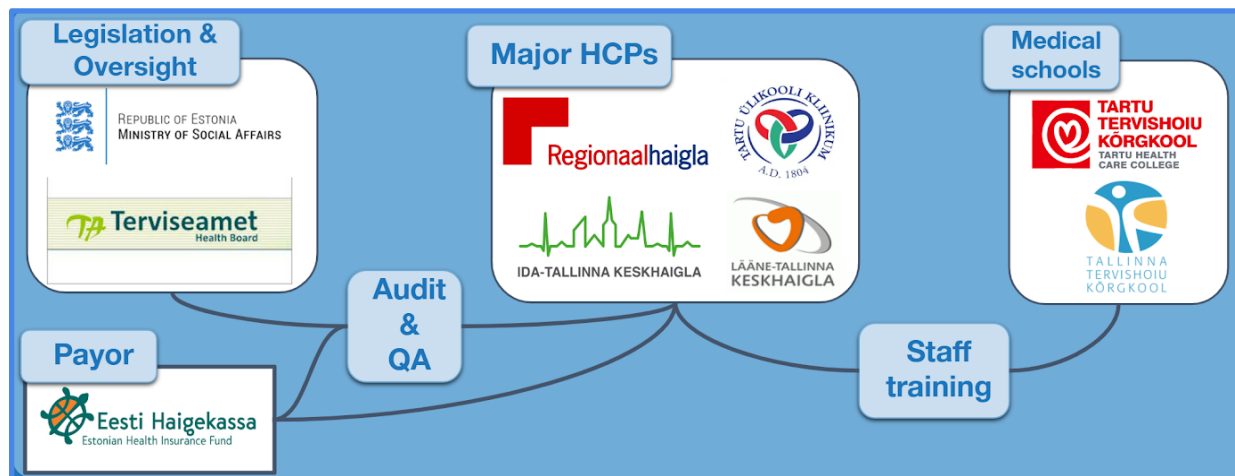 Legislation &
Oversight
REPUBLIC OF ESTONIA
MINISTRY OF SOCIAL AFFAIRS
TA Terviseamet
Health Board
Payor
Eesti Haigekassa
Estonian Health Insurance Fund
Audit
&
QA
Major HCPs
Regionaalhaigla
TARTU ÜLIKOOLI KLIINIKUM
A.D. 1804
IDA-TALLINNA KESKHAIGLA
LÄÄNE-TALLINNA
KESKHAIGLA
Staff
training
Medical
schools
TARTU
TERVISHOIU
KÕRGKOOL
TARTU HEALTH
CARE COLLEGE
TALLINNA
TERVISHOIU
KÕRGKOOL